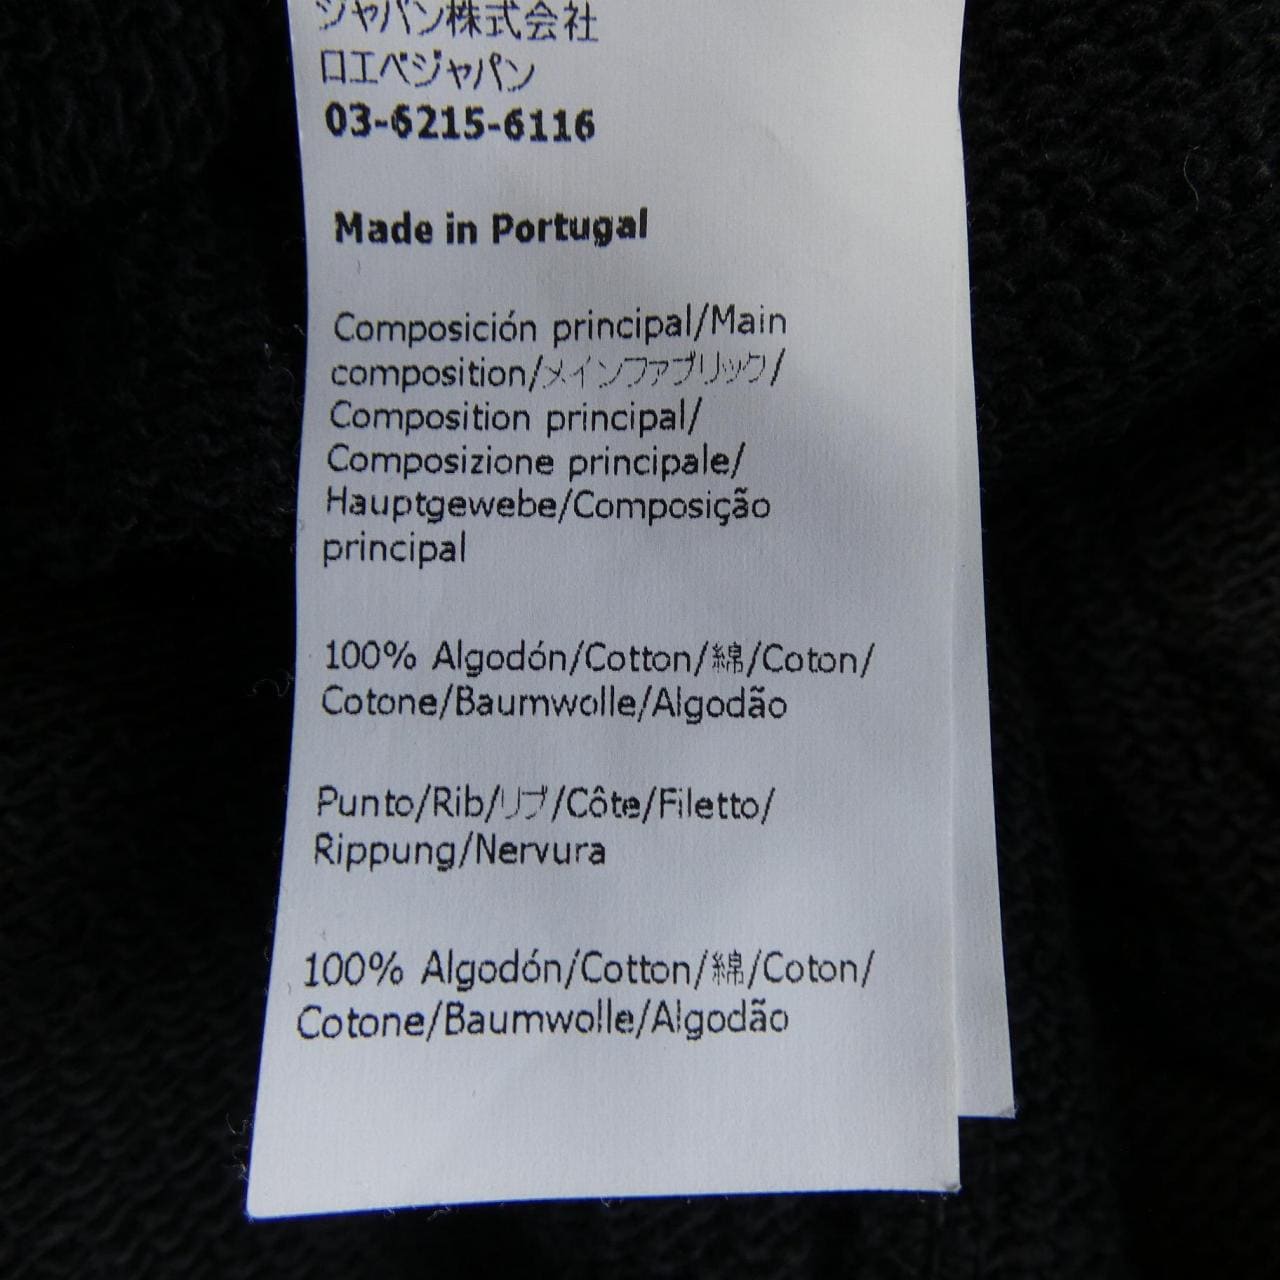 ジャパン株式会社
ロエベジャパン
03-6215-6116
Made in Portugal
Composición principal/Main
composition/メインファブリック/
Composition principal/
Composizione principale/
Hauptgewebe/Composição
principal
100% Algodón/Cotton/綿/Coton/
Cotone/Baumwolle/Algodão
Punto/Rib/リブ/Côte/Filetto/
Rippung/Nervura
100% Algodón/Cotton/綿/Coton/
Cotone/Baumwolle/Algodão